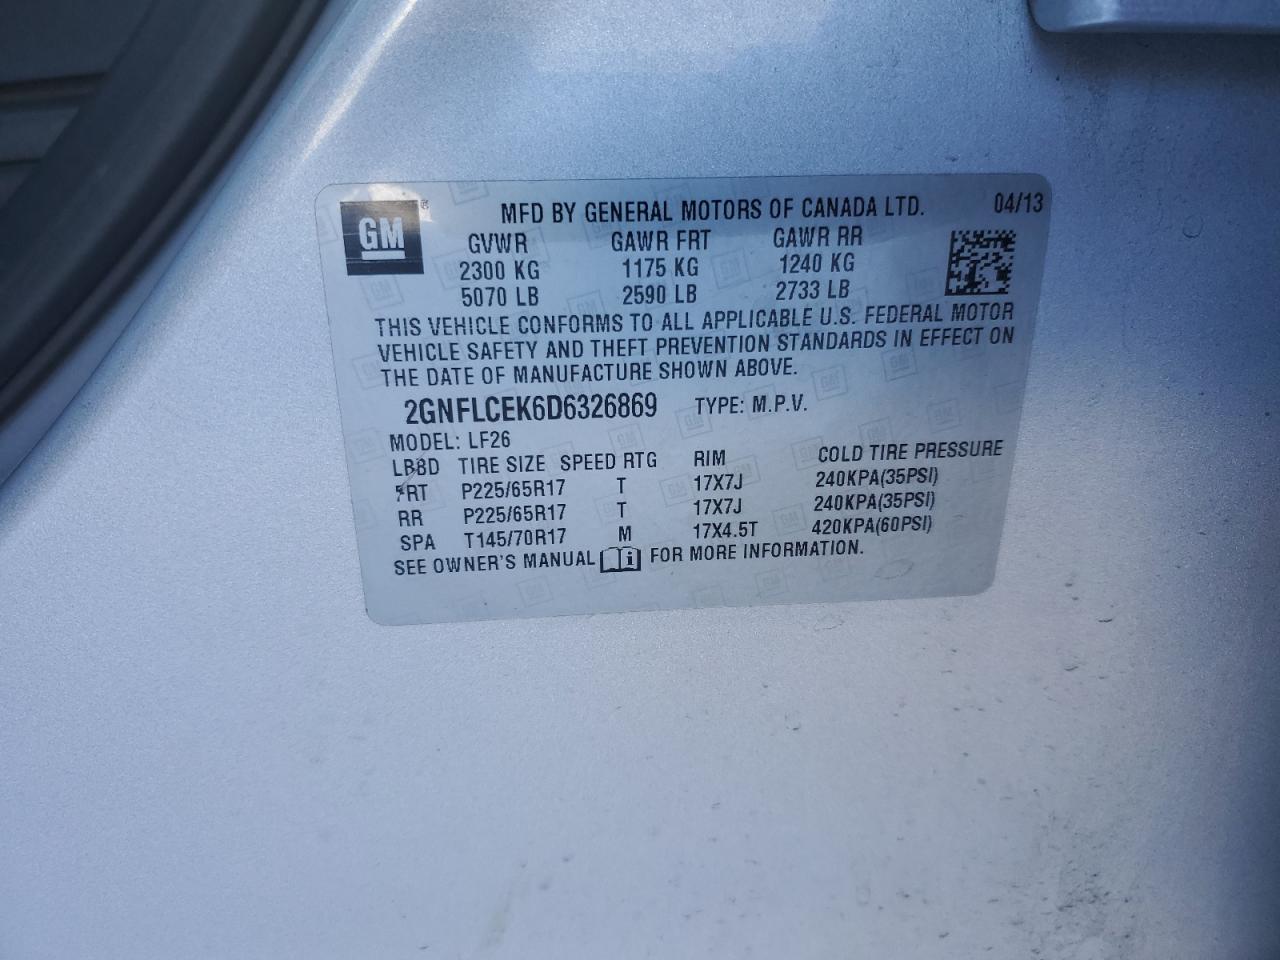 GM ® MFD BY GENERAL MOTORS OF CANADA LTD. 04/13
GVWR GAWR FRT GAWR RR
2300 KG 1175 KG 1240 KG
5070 LB 2590 LB 2733 LB
THIS VEHICLE CONFORMS TO ALL APPLICABLE U.S. FEDERAL MOTOR
VEHICLE SAFETY AND THEFT PREVENTION STANDARDS IN EFFECT ON
THE DATE OF MANUFACTURE SHOWN ABOVE.
2GNFLCEK6D6326869 TYPE: M.P.V.
MODEL: LF26
LB8D TIRE SIZE SPEED RTG RIM COLD TIRE PRESSURE
FRT P225/65R17 T 17X7J 240KPA(35PSI)
RR P225/65R17 T 17X7J 240KPA(35PSI)
SPA T145/70R17 M 17X4.5T 420KPA(60PSI)
SEE OWNER'S MANUAL FOR MORE INFORMATION.